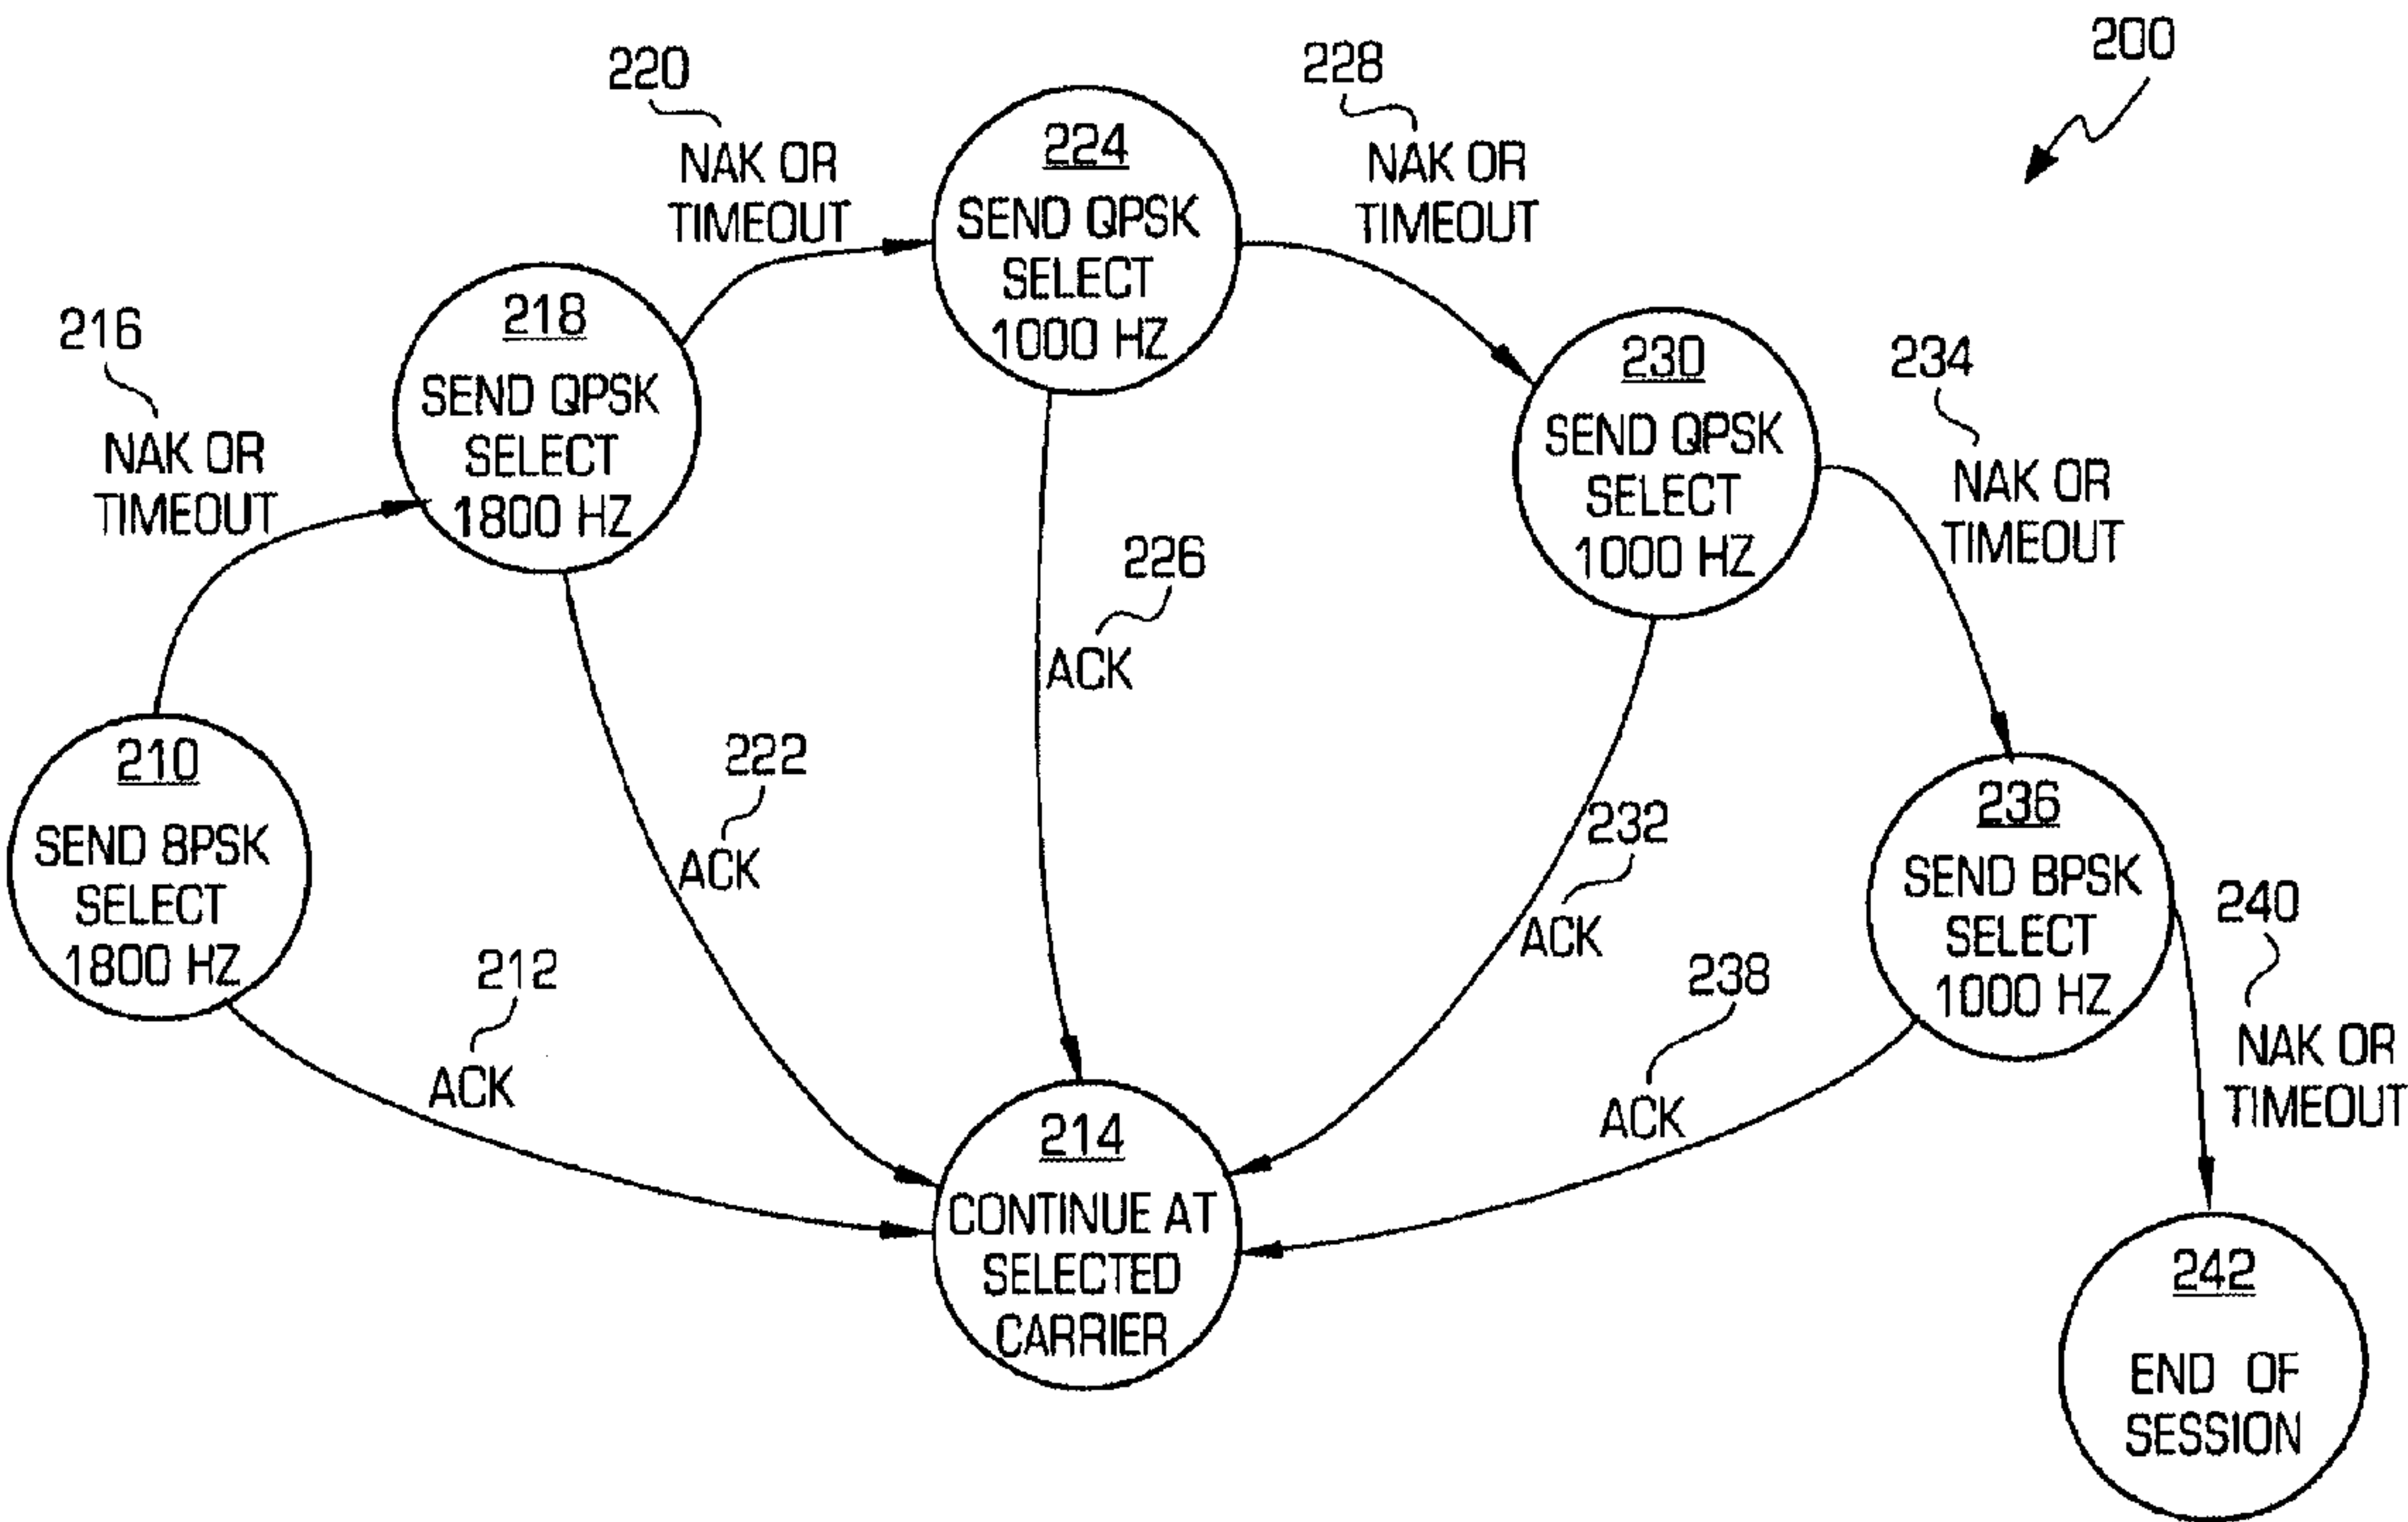 200
220
NAK OR
TIMEOUT
228
NAK OR
TIMEOUT
224
SEND QPSK
SELECT
1000 HZ
216
NAK OR
TIMEOUT
218
SEND QPSK
SELECT
1800 HZ
230
SEND QPSK
SELECT
1000 HZ
234
NAK OR
TIMEOUT
226
ACK
210
SEND 8PSK
SELECT
1800 HZ
222
ACK
232
ACK
236
SEND BPSK
SELECT
1000 HZ
212
ACK
238
ACK
240
NAK OR
TIMEOUT
214
CONTINUE AT
SELECTED
CARRIER
242
END OF
SESSION